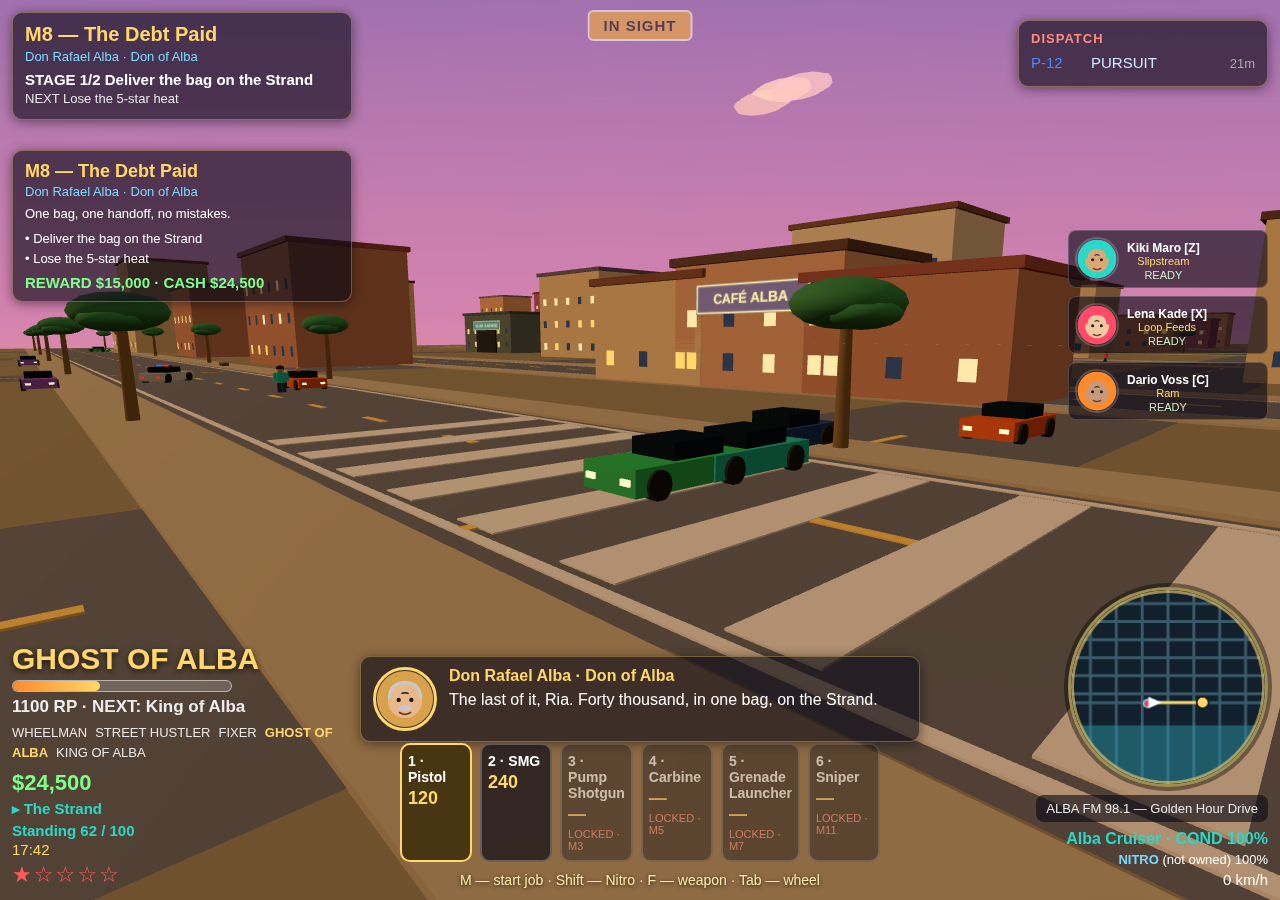 M8 — The Debt Paid
Don Rafael Alba · Don of Alba
STAGE 1/2 Deliver the bag on the Strand
NEXT Lose the 5-star heat
IN SIGHT
DISPATCH
P-12 PURSUIT 21m
M8 — The Debt Paid
Don Rafael Alba · Don of Alba
One bag, one handoff, no mistakes.
• Deliver the bag on the Strand
• Lose the 5-star heat
REWARD $15,000 · CASH $24,500
CAFÉ ALBA
Kiki Maro [Z]
Slipstream
READY
Lena Kade [X]
Loop Feeds
READY
Dario Voss [C]
Ram
READY
GHOST OF ALBA
1100 RP · NEXT: King of Alba
WHEELMAN STREET HUSTLER FIXER GHOST OF
ALBA KING OF ALBA
$24,500
▸ The Strand
Standing 62 / 100
17:42
★☆☆☆☆
Don Rafael Alba · Don of Alba
The last of it, Ria. Forty thousand, in one bag, on the Strand.
1 ·
Pistol
120
2 · SMG
240
3 ·
Pump
Shotgun
—
LOCKED ·
M3
4 ·
Carbine
—
LOCKED ·
M5
5 ·
Grenade
Launcher
—
LOCKED ·
M7
6 ·
Sniper
—
LOCKED ·
M11
M — start job · Shift — Nitro · F — weapon · Tab — wheel
ALBA FM 98.1 — Golden Hour Drive
Alba Cruiser · COND 100%
NITRO (not owned) 100%
0 km/h